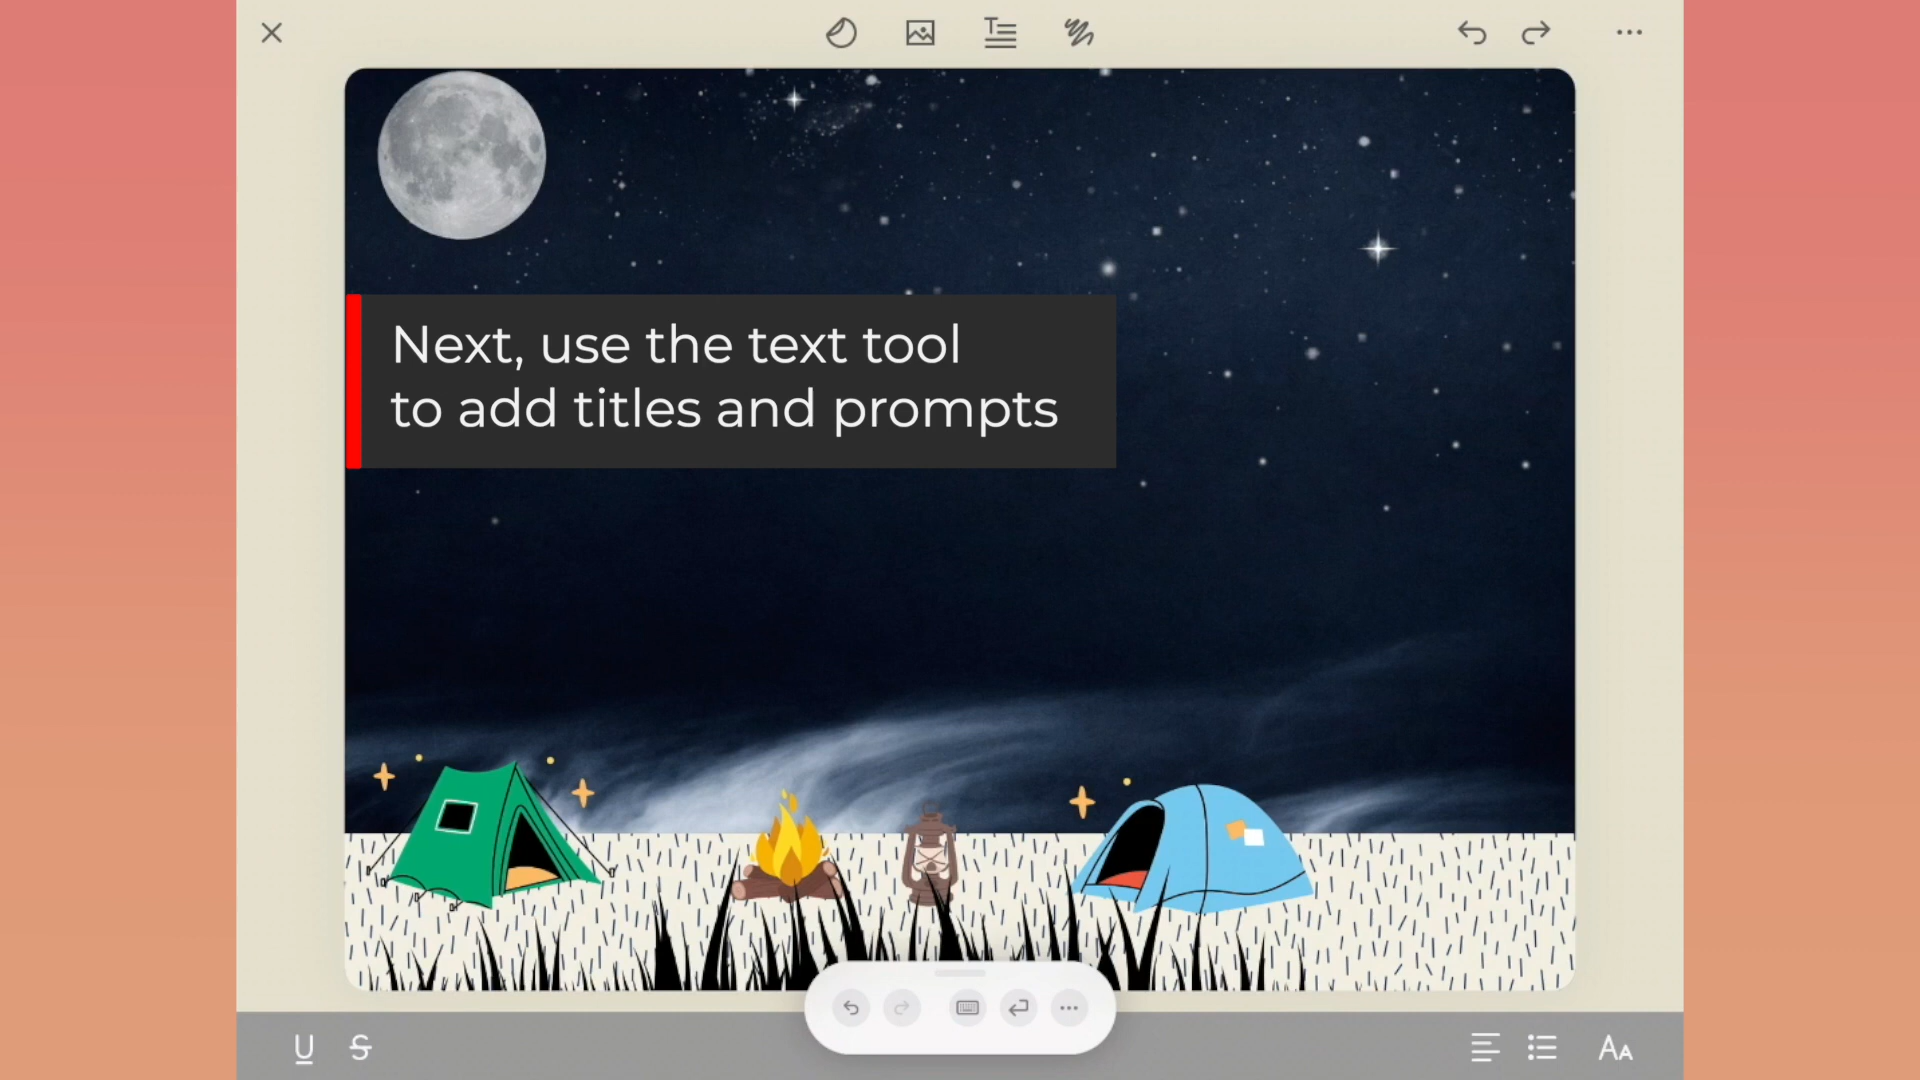 Next, use the text tool
to add titles and prompts